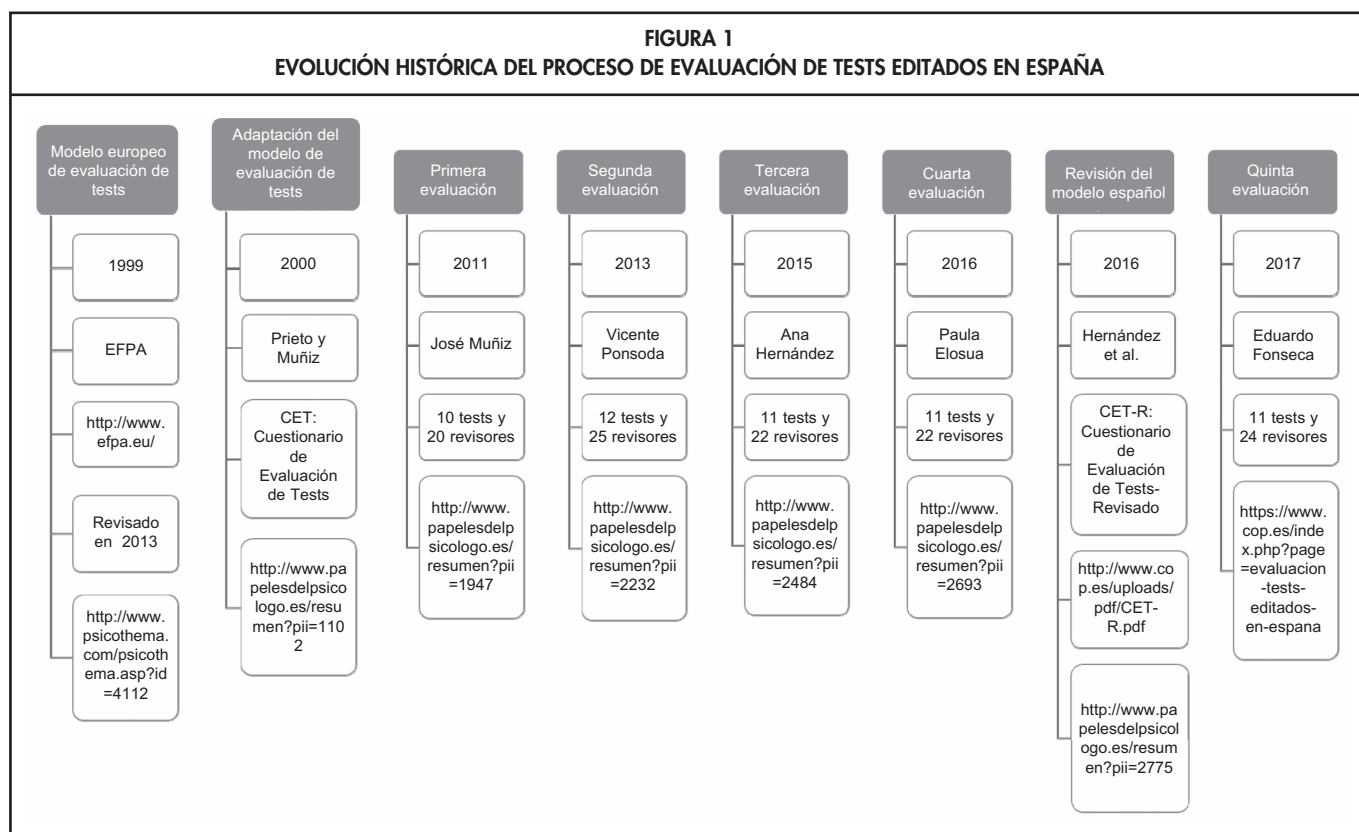 FIGURA 1
EVOLUCIÓN HISTÓRICA DEL PROCESO DE EVALUACIÓN DE TESTS EDITADOS EN ESPAÑA
Modelo europeo
de evaluación de
tests
1999
EFPA
http://www.
efpa.eu/
Revisado
en 2013
http://www.
psicothema.
com/psicoth
ema.asp?id
=4112
Adaptación del
modelo de
evaluación de
tests
2000
Prieto y
Muñiz
CET:
Cuestionario
de
Evaluación
de Tests
http://www.pa
pelesdelpsico
logo.es/resu
men?pii=110
2
Primera
evaluación
2011
José Muñiz
10 tests y
20 revisores
http://www.
papelesdelp
sicologo.es/
resumen?pii
=1947
Segunda
evaluación
2013
Vicente
Ponsoda
12 tests y
25 revisores
http://www.
papelesdelp
sicologo.es/
resumen?pii
=2232
Tercera
evaluación
2015
Ana
Hernández
11 tests y
22 revisores
http://www.
papelesdelp
sicologo.es/
resumen?pii
=2484
Cuarta
evaluación
2016
Paula
Elosua
11 tests y
22 revisores
http://www.
papelesdelp
sicologo.es/
resumen?pii
=2693
Revisión del
modelo español
2016
Hernández
et al.
CET-R:
Cuestionario
de
Evaluación
de Tests-
Revisado
http://www.co
p.es/uploads/
pdf/CET-
R.pdf
http://www.pa
pelesdelpsicol
ogo.es/resum
en?pii=2775
Quinta
evaluación
2017
Eduardo
Fonseca
11 tests y
24 revisores
https://www.
cop.es/inde
x.php?page
=evaluacion
-tests-
editados-
en-espana